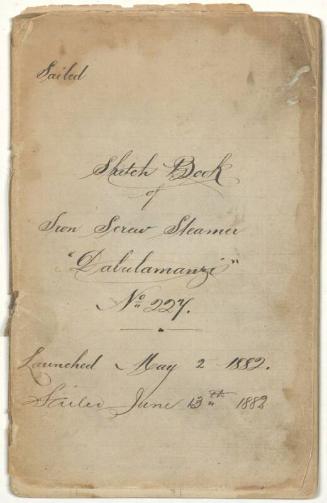 Sailed
Sketch Book
of
Iron Screw Steamer
"Dabulamanzi"
No 227.
Launched May 2 1882.
Sailed June 13th 1882